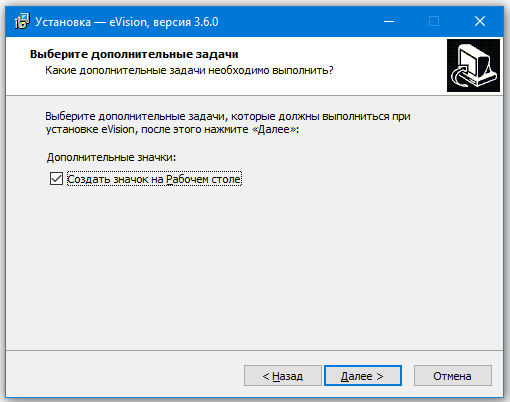 Установка — eVision, версия 3.6.0
Выберите дополнительные задачи
Какие дополнительные задачи необходимо выполнить?
Выберите дополнительные задачи, которые должны выполниться при
установке eVision, после этого нажмите «Далее»:
Дополнительные значки:
Создать значок на Рабочем столе
< Назад
Далее >
Отмена